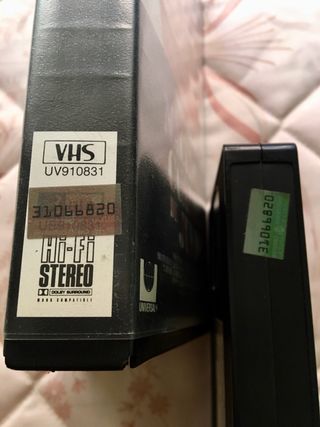 VHS
UV910831
31066820
Hi-Fi
STEREO
DOLBY SURROUND
MONO COMPATIBLE
UNIVERSAL
31066820